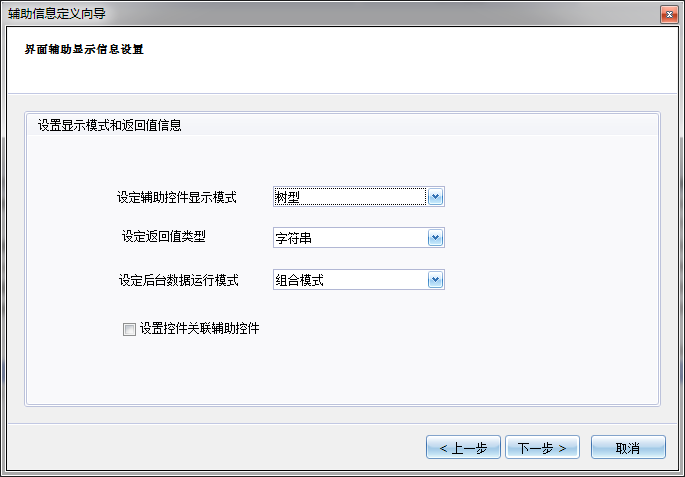 辅助信息定义向导
界面辅助显示信息设置
设置显示模式和返回值信息
设定辅助控件显示模式 树型
设定返回值类型 字符串
设定后台数据运行模式 组合模式
设置控件关联辅助控件
< 上一步 下一步 > 取消